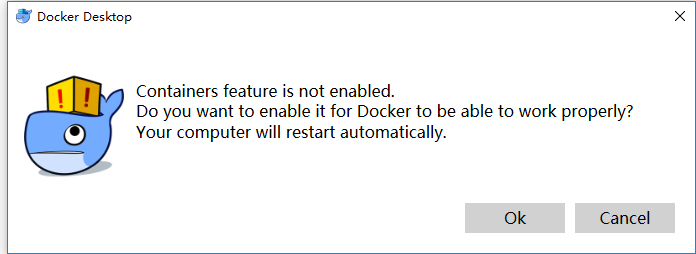 Docker Desktop
Containers feature is not enabled.
Do you want to enable it for Docker to be able to work properly?
Your computer will restart automatically.
! !
Ok Cancel